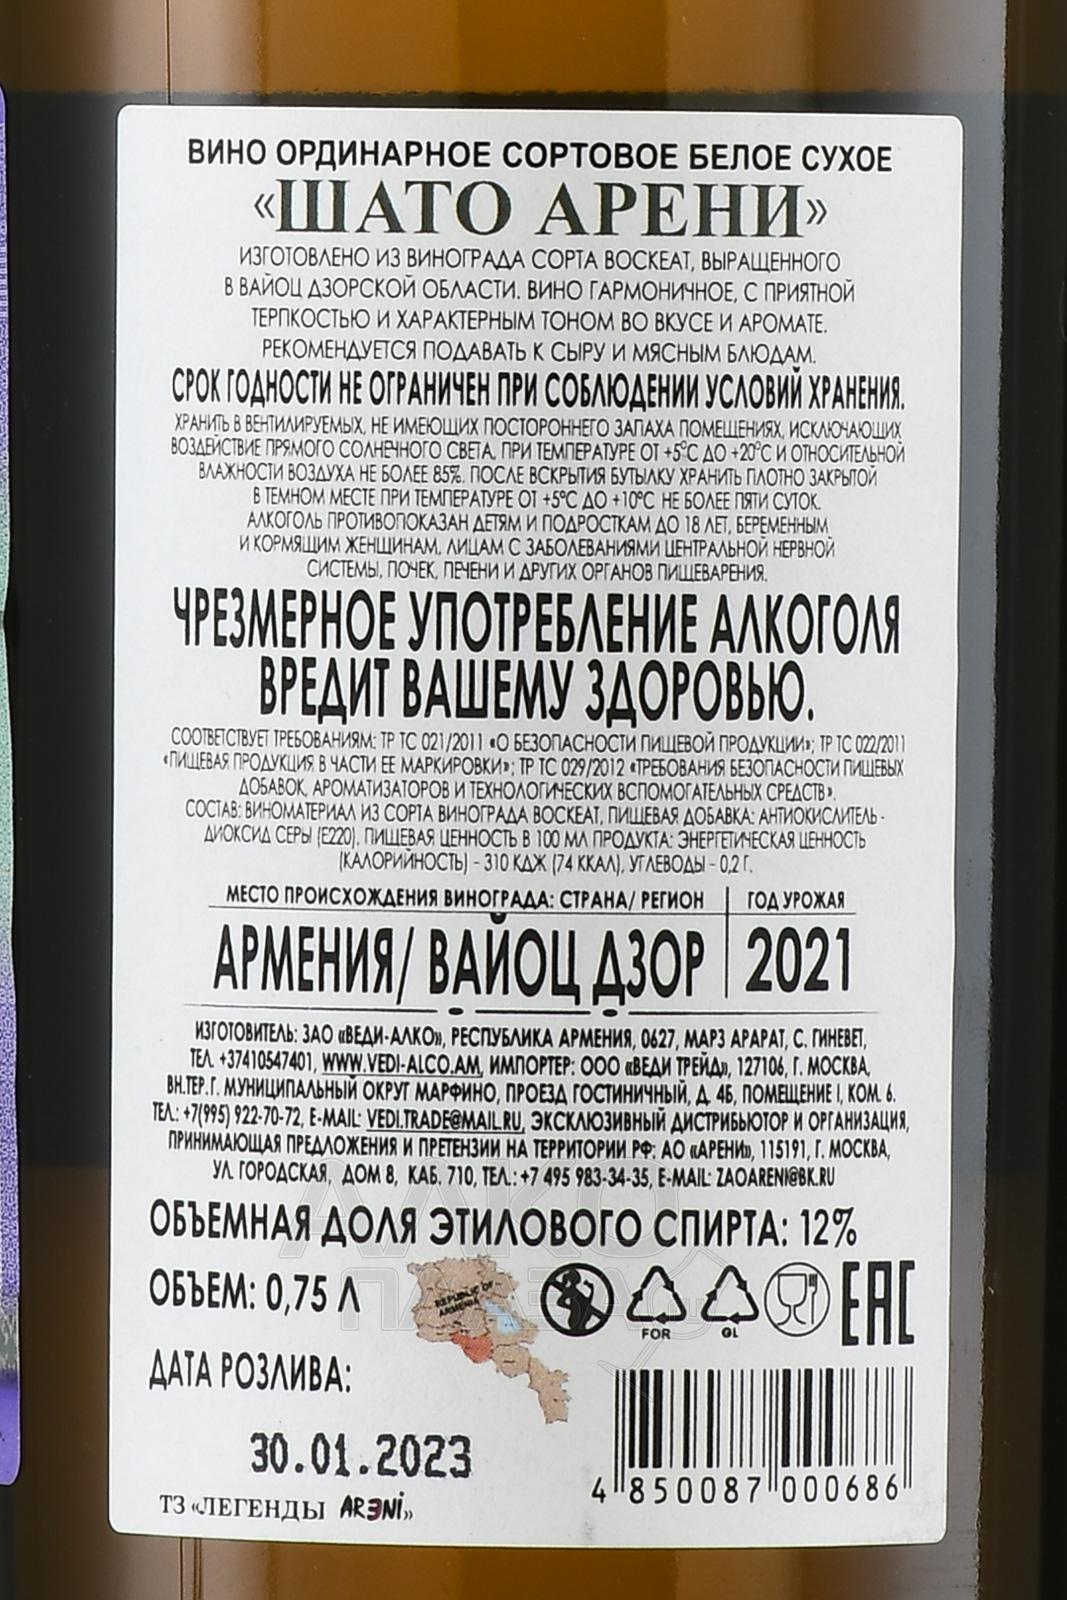 ВИНО ОРДИНАРНОЕ СОРТОВОЕ БЕЛОЕ СУХОЕ
«ШАТО АРЕНИ»
ИЗГОТОВЛЕНО ИЗ ВИНОГРАДА СОРТА ВОСКЕАТ, ВЫРАЩЕННОГО
В ВАЙОЦ ДЗОРСКОЙ ОБЛАСТИ. ВИНО ГАРМОНИЧНОЕ, С ПРИЯТНОЙ
ТЕРПКОСТЬЮ И ХАРАКТЕРНЫМ ТОНОМ ВО ВКУСЕ И АРОМАТЕ.
РЕКОМЕНДУЕТСЯ ПОДАВАТЬ К СЫРУ И МЯСНЫМ БЛЮДАМ.
СРОК ГОДНОСТИ НЕ ОГРАНИЧЕН ПРИ СОБЛЮДЕНИИ УСЛОВИЙ ХРАНЕНИЯ.
ХРАНИТЬ В ВЕНТИЛИРУЕМЫХ, НЕ ИМЕЮЩИХ ПОСТОРОННЕГО ЗАПАХА ПОМЕЩЕНИЯХ, ИСКЛЮЧАЮЩИХ
ВОЗДЕЙСТВИЕ ПРЯМОГО СОЛНЕЧНОГО СВЕТА, ПРИ ТЕМПЕРАТУРЕ ОТ +5°С ДО +20°С И ОТНОСИТЕЛЬНОЙ
ВЛАЖНОСТИ ВОЗДУХА НЕ БОЛЕЕ 85%. ПОСЛЕ ВСКРЫТИЯ БУТЫЛКУ ХРАНИТЬ ПЛОТНО ЗАКРЫТОЙ
В ТЕМНОМ МЕСТЕ ПРИ ТЕМПЕРАТУРЕ ОТ +5°С ДО +10°С НЕ БОЛЕЕ ПЯТИ СУТОК.
АЛКОГОЛЬ ПРОТИВОПОКАЗАН ДЕТЯМ И ПОДРОСТКАМ ДО 18 ЛЕТ, БЕРЕМЕННЫМ
И КОРМЯЩИМ ЖЕНЩИНАМ, ЛИЦАМ С ЗАБОЛЕВАНИЯМИ ЦЕНТРАЛЬНОЙ НЕРВНОЙ
СИСТЕМЫ, ПОЧЕК, ПЕЧЕНИ И ДРУГИХ ОРГАНОВ ПИЩЕВАРЕНИЯ.
ЧРЕЗМЕРНОЕ УПОТРЕБЛЕНИЕ АЛКОГОЛЯ
ВРЕДИТ ВАШЕМУ ЗДОРОВЬЮ.
СООТВЕТСТВУЕТ ТРЕБОВАНИЯМ: ТР ТС 021/2011 «О БЕЗОПАСНОСТИ ПИЩЕВОЙ ПРОДУКЦИИ»; ТР ТС 022/2011
«ПИЩЕВАЯ ПРОДУКЦИЯ В ЧАСТИ ЕЕ МАРКИРОВКИ»; ТР ТС 029/2012 «ТРЕБОВАНИЯ БЕЗОПАСНОСТИ ПИЩЕВЫХ
ДОБАВОК, АРОМАТИЗАТОРОВ И ТЕХНОЛОГИЧЕСКИХ ВСПОМОГАТЕЛЬНЫХ СРЕДСТВ».
СОСТАВ: ВИНОМАТЕРИАЛ ИЗ СОРТА ВИНОГРАДА ВОСКЕАТ, ПИЩЕВАЯ ДОБАВКА: АНТИОКИСЛИТЕЛЬ -
ДИОКСИД СЕРЫ (Е220). ПИЩЕВАЯ ЦЕННОСТЬ В 100 МЛ ПРОДУКТА: ЭНЕРГЕТИЧЕСКАЯ ЦЕННОСТЬ
(КАЛОРИЙНОСТЬ) - 310 КДЖ (74 ККАЛ), УГЛЕВОДЫ - 0,2 Г.
МЕСТО ПРОИСХОЖДЕНИЯ ВИНОГРАДА: СТРАНА/ РЕГИОН
ГОД УРОЖАЯ
АРМЕНИЯ/ ВАЙОЦ ДЗОР
2021
ИЗГОТОВИТЕЛЬ: ЗАО «ВЕДИ-АЛКО», РЕСПУБЛИКА АРМЕНИЯ, 0627, МАРЗ АРАРАТ, С. ГИНЕВЕТ,
ТЕЛ. +37410547401, WWW.VEDI-ALCO.AM, ИМПОРТЕР: ООО «ВЕДИ ТРЕЙД», 127106, Г. МОСКВА,
ВН.ТЕР.Г. МУНИЦИПАЛЬНЫЙ ОКРУГ МАРФИНО, ПРОЕЗД ГОСТИНИЧНЫЙ, Д. 4Б, ПОМЕЩЕНИЕ I, КОМ. 6.
ТЕЛ.: +7(995) 922-70-72, E-MAIL: VEDI.TRADE@MAIL.RU, ЭКСКЛЮЗИВНЫЙ ДИСТРИБЬЮТОР И ОРГАНИЗАЦИЯ,
ПРИНИМАЮЩАЯ ПРЕДЛОЖЕНИЯ И ПРЕТЕНЗИИ НА ТЕРРИТОРИИ РФ: АО «АРЕНИ», 115191, Г. МОСКВА,
УЛ. ГОРОДСКАЯ, ДОМ 8, КАБ. 710, ТЕЛ.: +7 495 983-34-35, E-MAIL: ZAOARENI@BK.RU
ОБЪЕМНАЯ ДОЛЯ ЭТИЛОВОГО СПИРТА: 12%
ОБЪЕМ: 0,75 Л
REPUBLIC OF
ARMENIA
FOR
GL
EAC
ДАТА РОЗЛИВА:
30.01.2023
4 850087 000686
ТЗ «ЛЕГЕНДЫ ARENI»